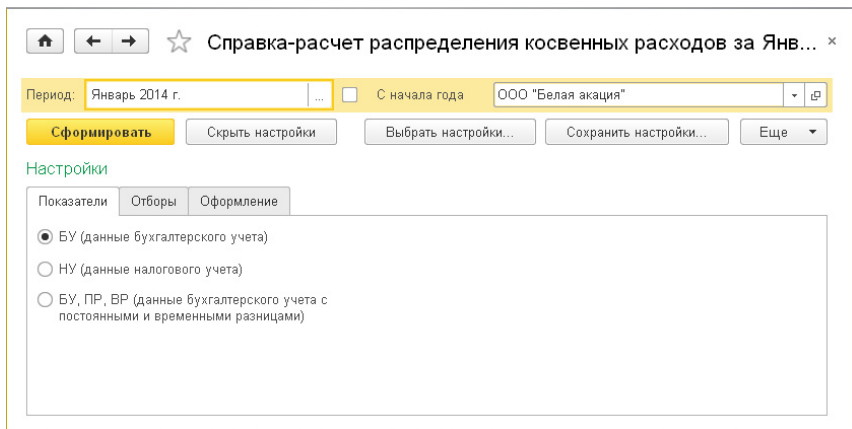 Справка-расчет распределения косвенных расходов за Янв... ×
Период: Январь 2014 г. ... С начала года ООО "Белая акация"
Сформировать Скрыть настройки Выбрать настройки... Сохранить настройки... Еще
Настройки
Показатели Отборы Оформление
БУ (данные бухгалтерского учета)
НУ (данные налогового учета)
БУ, ПР, ВР (данные бухгалтерского учета с
постоянными и временными разницами)